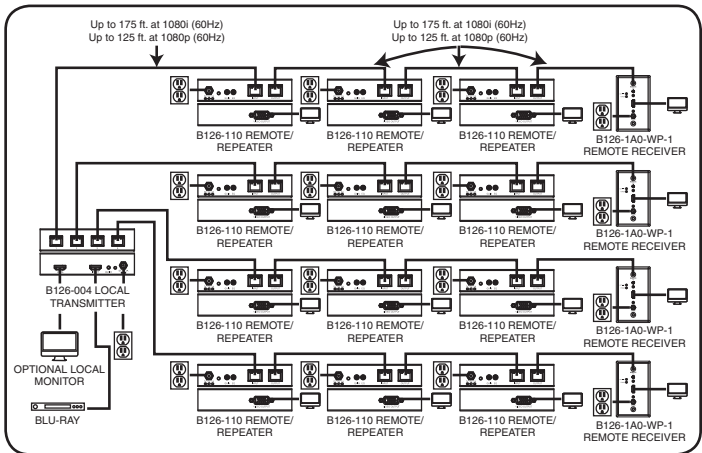 Up to 175 ft. at 1080i (60Hz)
Up to 125 ft. at 1080p (60Hz)
Up to 175 ft. at 1080i (60Hz)
Up to 125 ft. at 1080p (60Hz)
B126-110 REMOTE/
REPEATER
B126-110 REMOTE/
REPEATER
B126-110 REMOTE/
REPEATER
B126-1A0-WP-1
REMOTE RECEIVER
B126-110 REMOTE/
REPEATER
B126-110 REMOTE/
REPEATER
B126-110 REMOTE/
REPEATER
B126-1A0-WP-1
REMOTE RECEIVER
B126-004 LOCAL
TRANSMITTER
B126-110 REMOTE/
REPEATER
B126-110 REMOTE/
REPEATER
B126-110 REMOTE/
REPEATER
B126-1A0-WP-1
REMOTE RECEIVER
OPTIONAL LOCAL
MONITOR
BLU-RAY
B126-110 REMOTE/
REPEATER
B126-110 REMOTE/
REPEATER
B126-110 REMOTE/
REPEATER
B126-1A0-WP-1
REMOTE RECEIVER